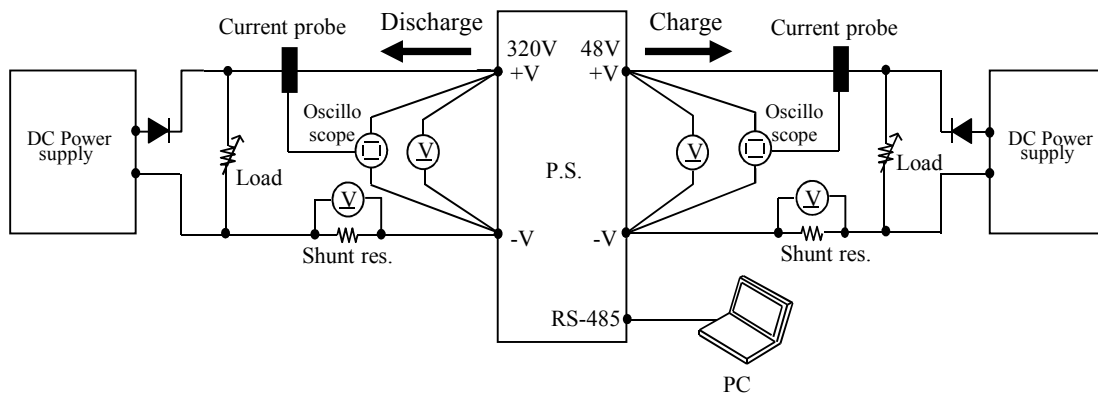 Discharge
Charge
Current probe
Current probe
320V
48V
+V
+V
Oscillo
scope
Oscillo
scope
DC Power
supply
DC Power
supply
V
V
P.S.
Load
Load
V
V
-V
-V
Shunt res.
Shunt res.
RS-485
PC